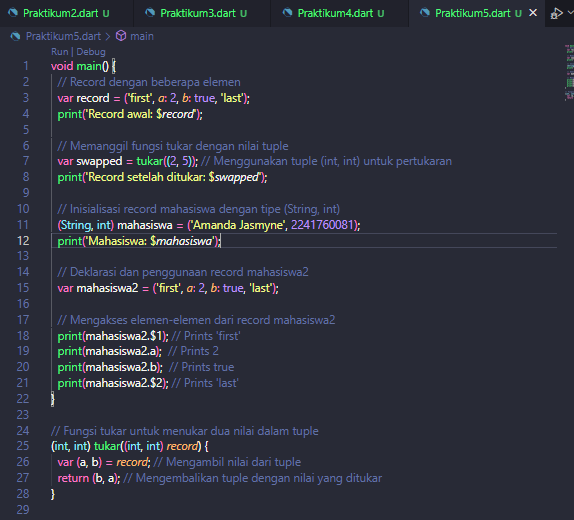 Praktikum2.dart U Praktikum3.dart U Praktikum4.dart U Praktikum5.dart U ×
Praktikum5.dart > main
Run | Debug
1 void main() {
2 // Record dengan beberapa elemen
3 var record = ('first', a: 2, b: true, 'last');
4 print('Record awal: $record');
5
6 // Memanggil fungsi tukar dengan nilai tuple
7 var swapped = tukar((2, 5)); // Menggunakan tuple (int, int) untuk pertukaran
8 print('Record setelah ditukar: $swapped');
9
10 // Inisialisasi record mahasiswa dengan tipe (String, int)
11 (String, int) mahasiswa = ('Amanda Jasmyne', 2241760081);
12 print('Mahasiswa: $mahasiswa');
13
14 // Deklarasi dan penggunaan record mahasiswa2
15 var mahasiswa2 = ('first', a: 2, b: true, 'last');
16
17 // Mengakses elemen-elemen dari record mahasiswa2
18 print(mahasiswa2.$1); // Prints 'first'
19 print(mahasiswa2.a); // Prints 2
20 print(mahasiswa2.b); // Prints true
21 print(mahasiswa2.$2); // Prints 'last'
22 }
23
24 // Fungsi tukar untuk menukar dua nilai dalam tuple
25 (int, int) tukar((int, int) record) {
26 var (a, b) = record; // Mengambil nilai dari tuple
27 return (b, a); // Mengembalikan tuple dengan nilai yang ditukar
28 }
29